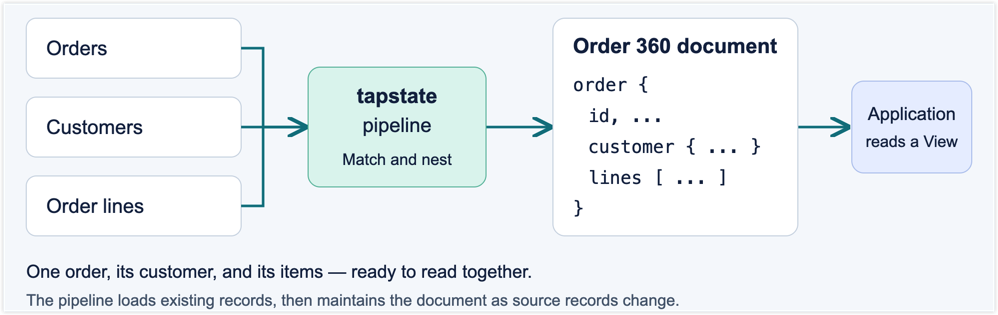 Orders
Customers
Order lines
tapstate
pipeline
Match and nest
Order 360 document
order {
id, ...
customer { ... }
lines [ ... ]
}
Application
reads a View
One order, its customer, and its items — ready to read together.
The pipeline loads existing records, then maintains the document as source records change.